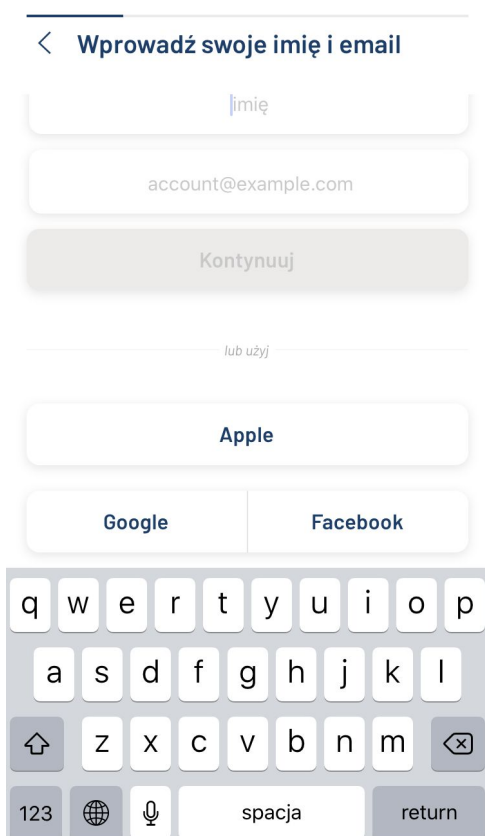 Wprowadź swoje imię i email
imię
account@example.com
Kontynuuj
lub użyj
Apple
Google Facebook
q w e r t y u i o p
a s d f g h j k l
z x c v b n m
123 spacja return